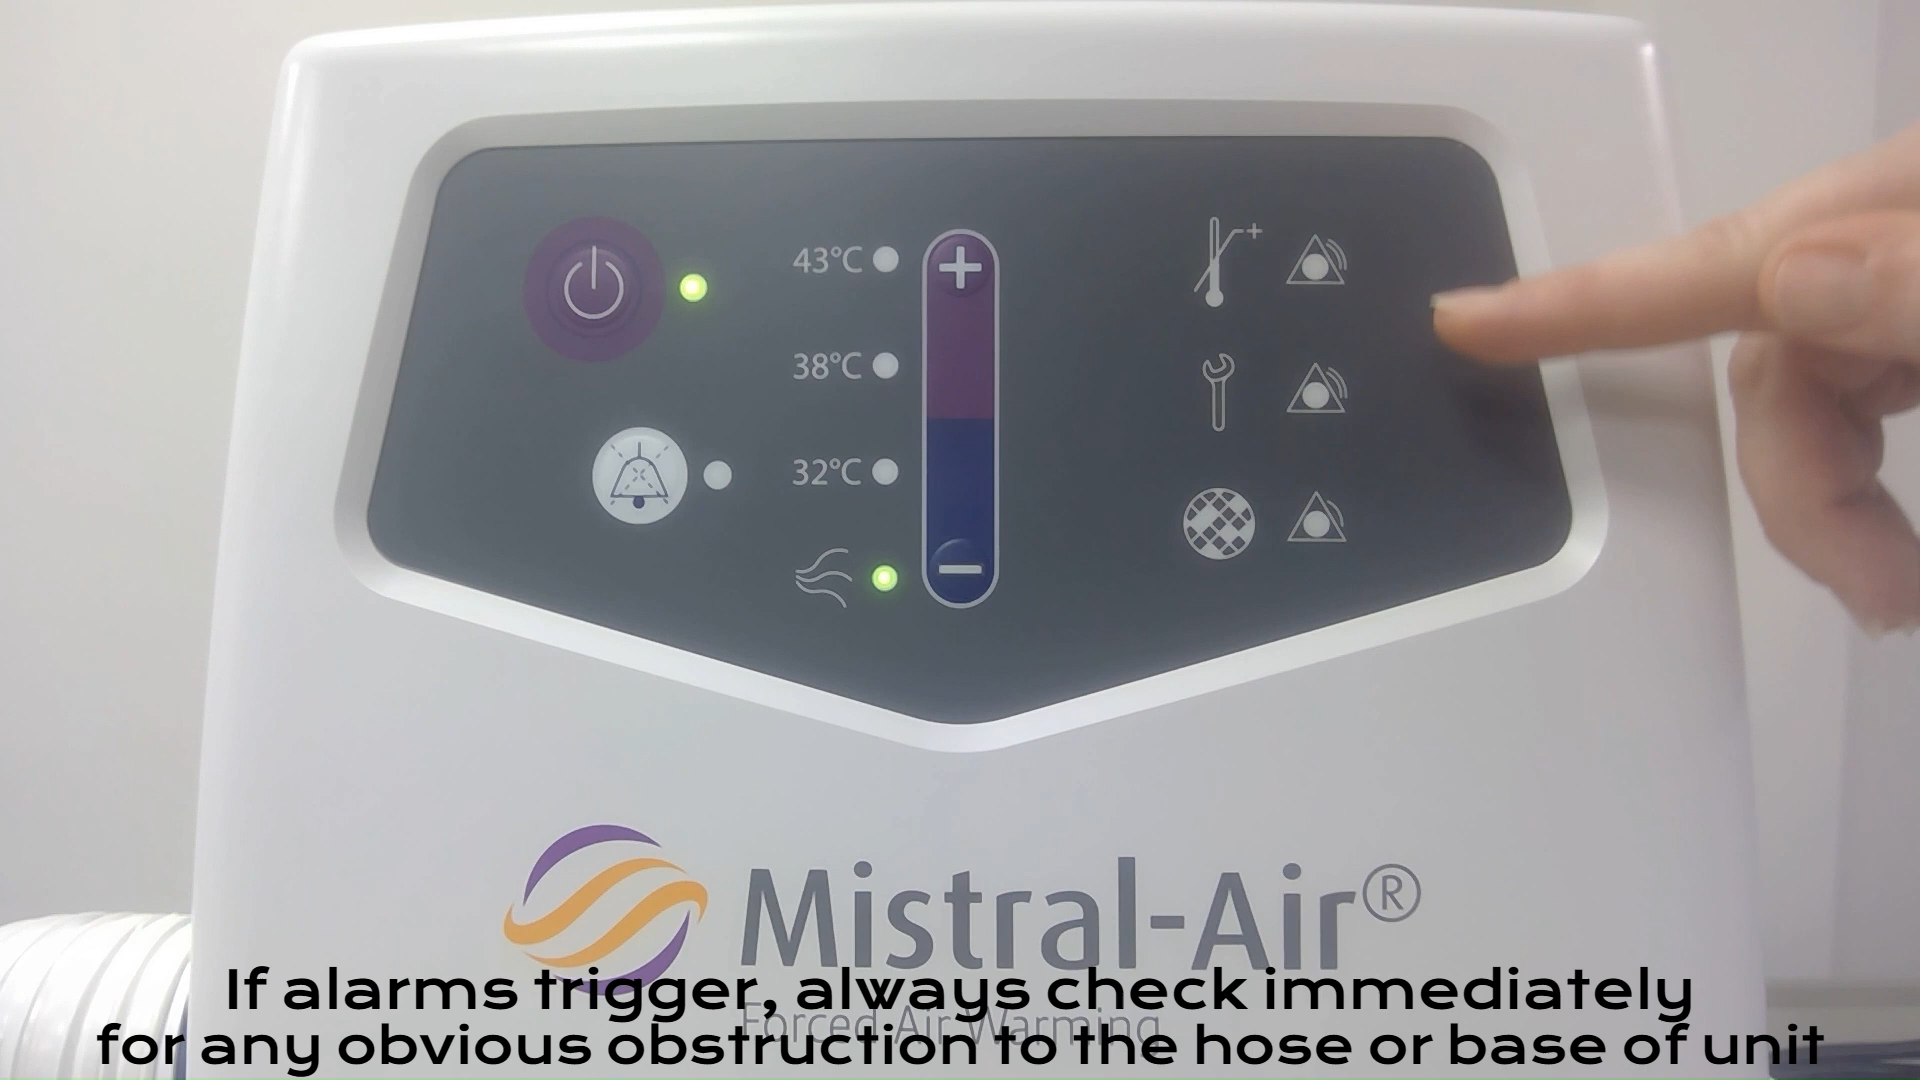 43°C
38°C
32°C
Mistral-Air®
Forced Air Warming
If alarms trigger, always check immediately
for any obvious obstruction to the hose or base of unit